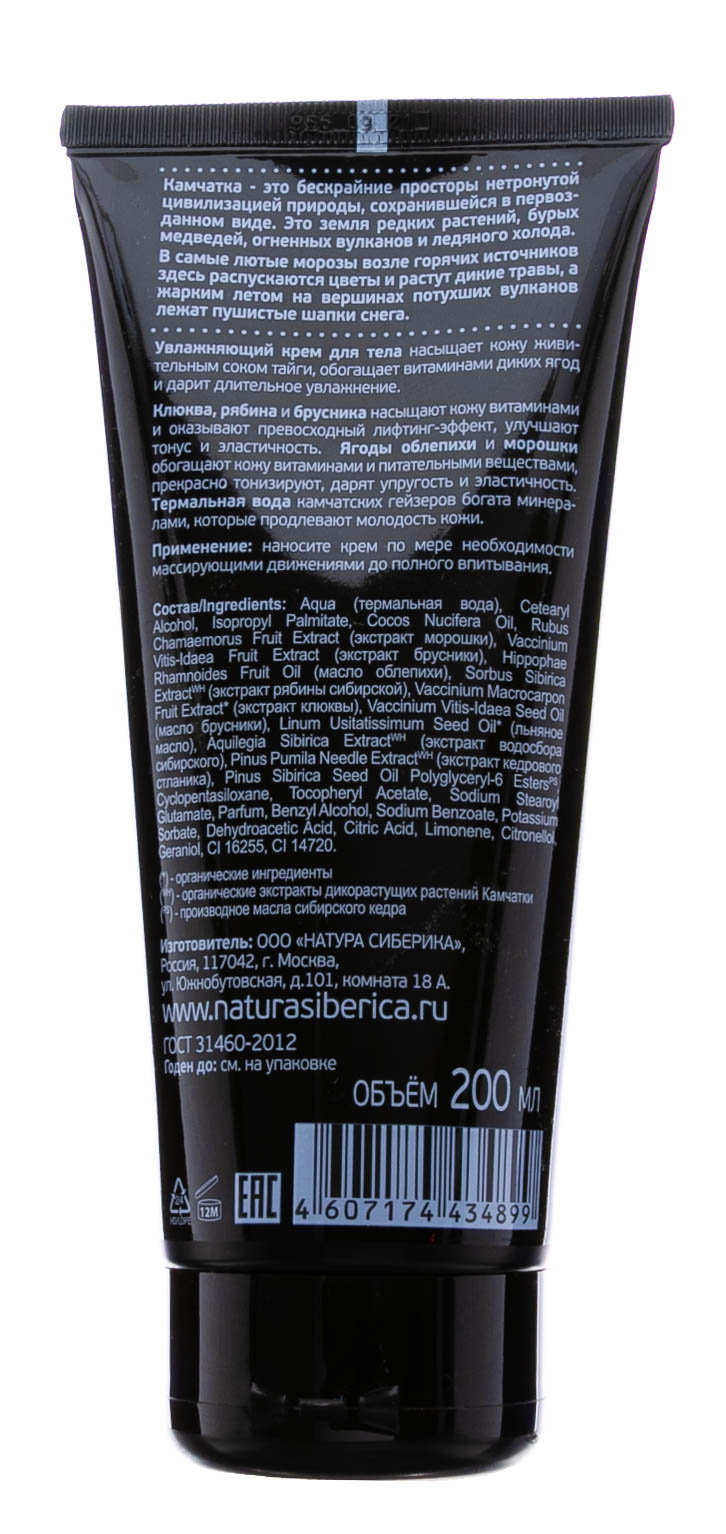 Камчатка - это бескрайние просторы нетронутой
цивилизацией природы, сохранившейся в первоз-
данном виде. Это земля редких растений, бурых
медведей, огненных вулканов и ледяного холода.
В самые лютые морозы возле горячих источников
здесь распускаются цветы и растут дикие травы, а
жарким летом на вершинах потухших вулканов
лежат пушистые шапки снега.
Увлажняющий крем для тела насыщает кожу живи-
тельным соком тайги, обогащает витаминами диких ягод
и дарит длительное увлажнение.
Клюква, рябина и брусника насыщают кожу витаминами
и оказывают превосходный лифтинг-эффект, улучшают
тонус и эластичность. Ягоды облепихи и морошки
обогащают кожу витаминами и питательными веществами,
прекрасно тонизируют, дарят упругость и эластичность.
Термальная вода камчатских гейзеров богата минера-
лами, которые продлевают молодость кожи.
Применение: наносите крем по мере необходимости
массирующими движениями до полного впитывания.
Состав/Ingredients: Aqua (термальная вода), Cetearyl
Alcohol, Isopropyl Palmitate, Cocos Nucifera Oil, Rubus
Chamaemorus Fruit Extract (экстракт морошки), Vaccinium
Vitis-Idaea Fruit Extract (экстракт брусники), Hippophae
Rhamnoides Fruit Oil (масло облепихи), Sorbus Sibirica
Extractᵂᴴ (экстракт рябины сибирской), Vaccinium Macrocarpon
Fruit Extract* (экстракт клюквы), Vaccinium Vitis-Idaea Seed Oil
(масло брусники), Linum Usitatissimum Seed Oil* (льняное
масло), Aquilegia Sibirica Extractᵂᴴ (экстракт водосбора
сибирского), Pinus Pumila Needle Extractᵂᴴ (экстракт кедрового
стланика), Pinus Sibirica Seed Oil Polyglyceryl-6 Estersᴾˢ,
Cyclopentasiloxane, Tocopheryl Acetate, Sodium Stearoyl
Glutamate, Parfum, Benzyl Alcohol, Sodium Benzoate, Potassium
Sorbate, Dehydroacetic Acid, Citric Acid, Limonene, Citronellol,
Geraniol, CI 16255, CI 14720.
(*) - органические ингредиенты
(ᵂᴴ) - органические экстракты дикорастущих растений Камчатки
(ᴾˢ) - производное масла сибирского кедра
Изготовитель: ООО «НАТУРА СИБЕРИКА»,
Россия, 117042, г. Москва,
ул. Южнобутовская, д.101, комната 18 А.
www.naturasiberica.ru
ГОСТ 31460-2012
Годен до: см. на упаковке
ОБЪЁМ 200 мл
12M
EAC
4 607174 434899